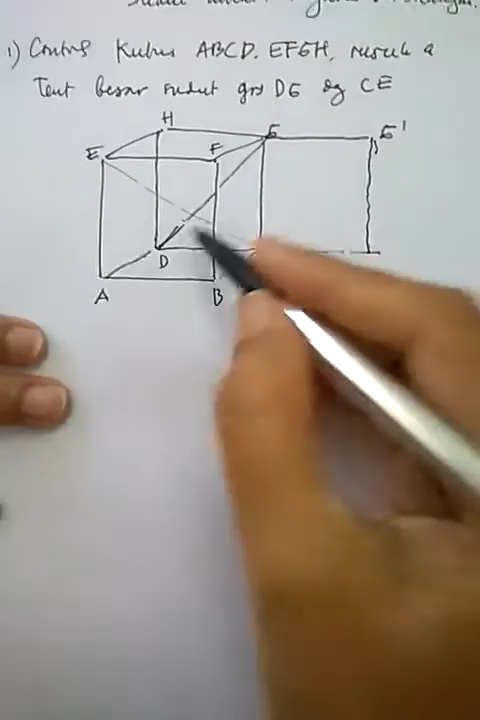 1) Contoh Kubus ABCD. EFGH, rusuk a
Tent besar sudut grs DG dg CE
H
E F G G'
D
A B